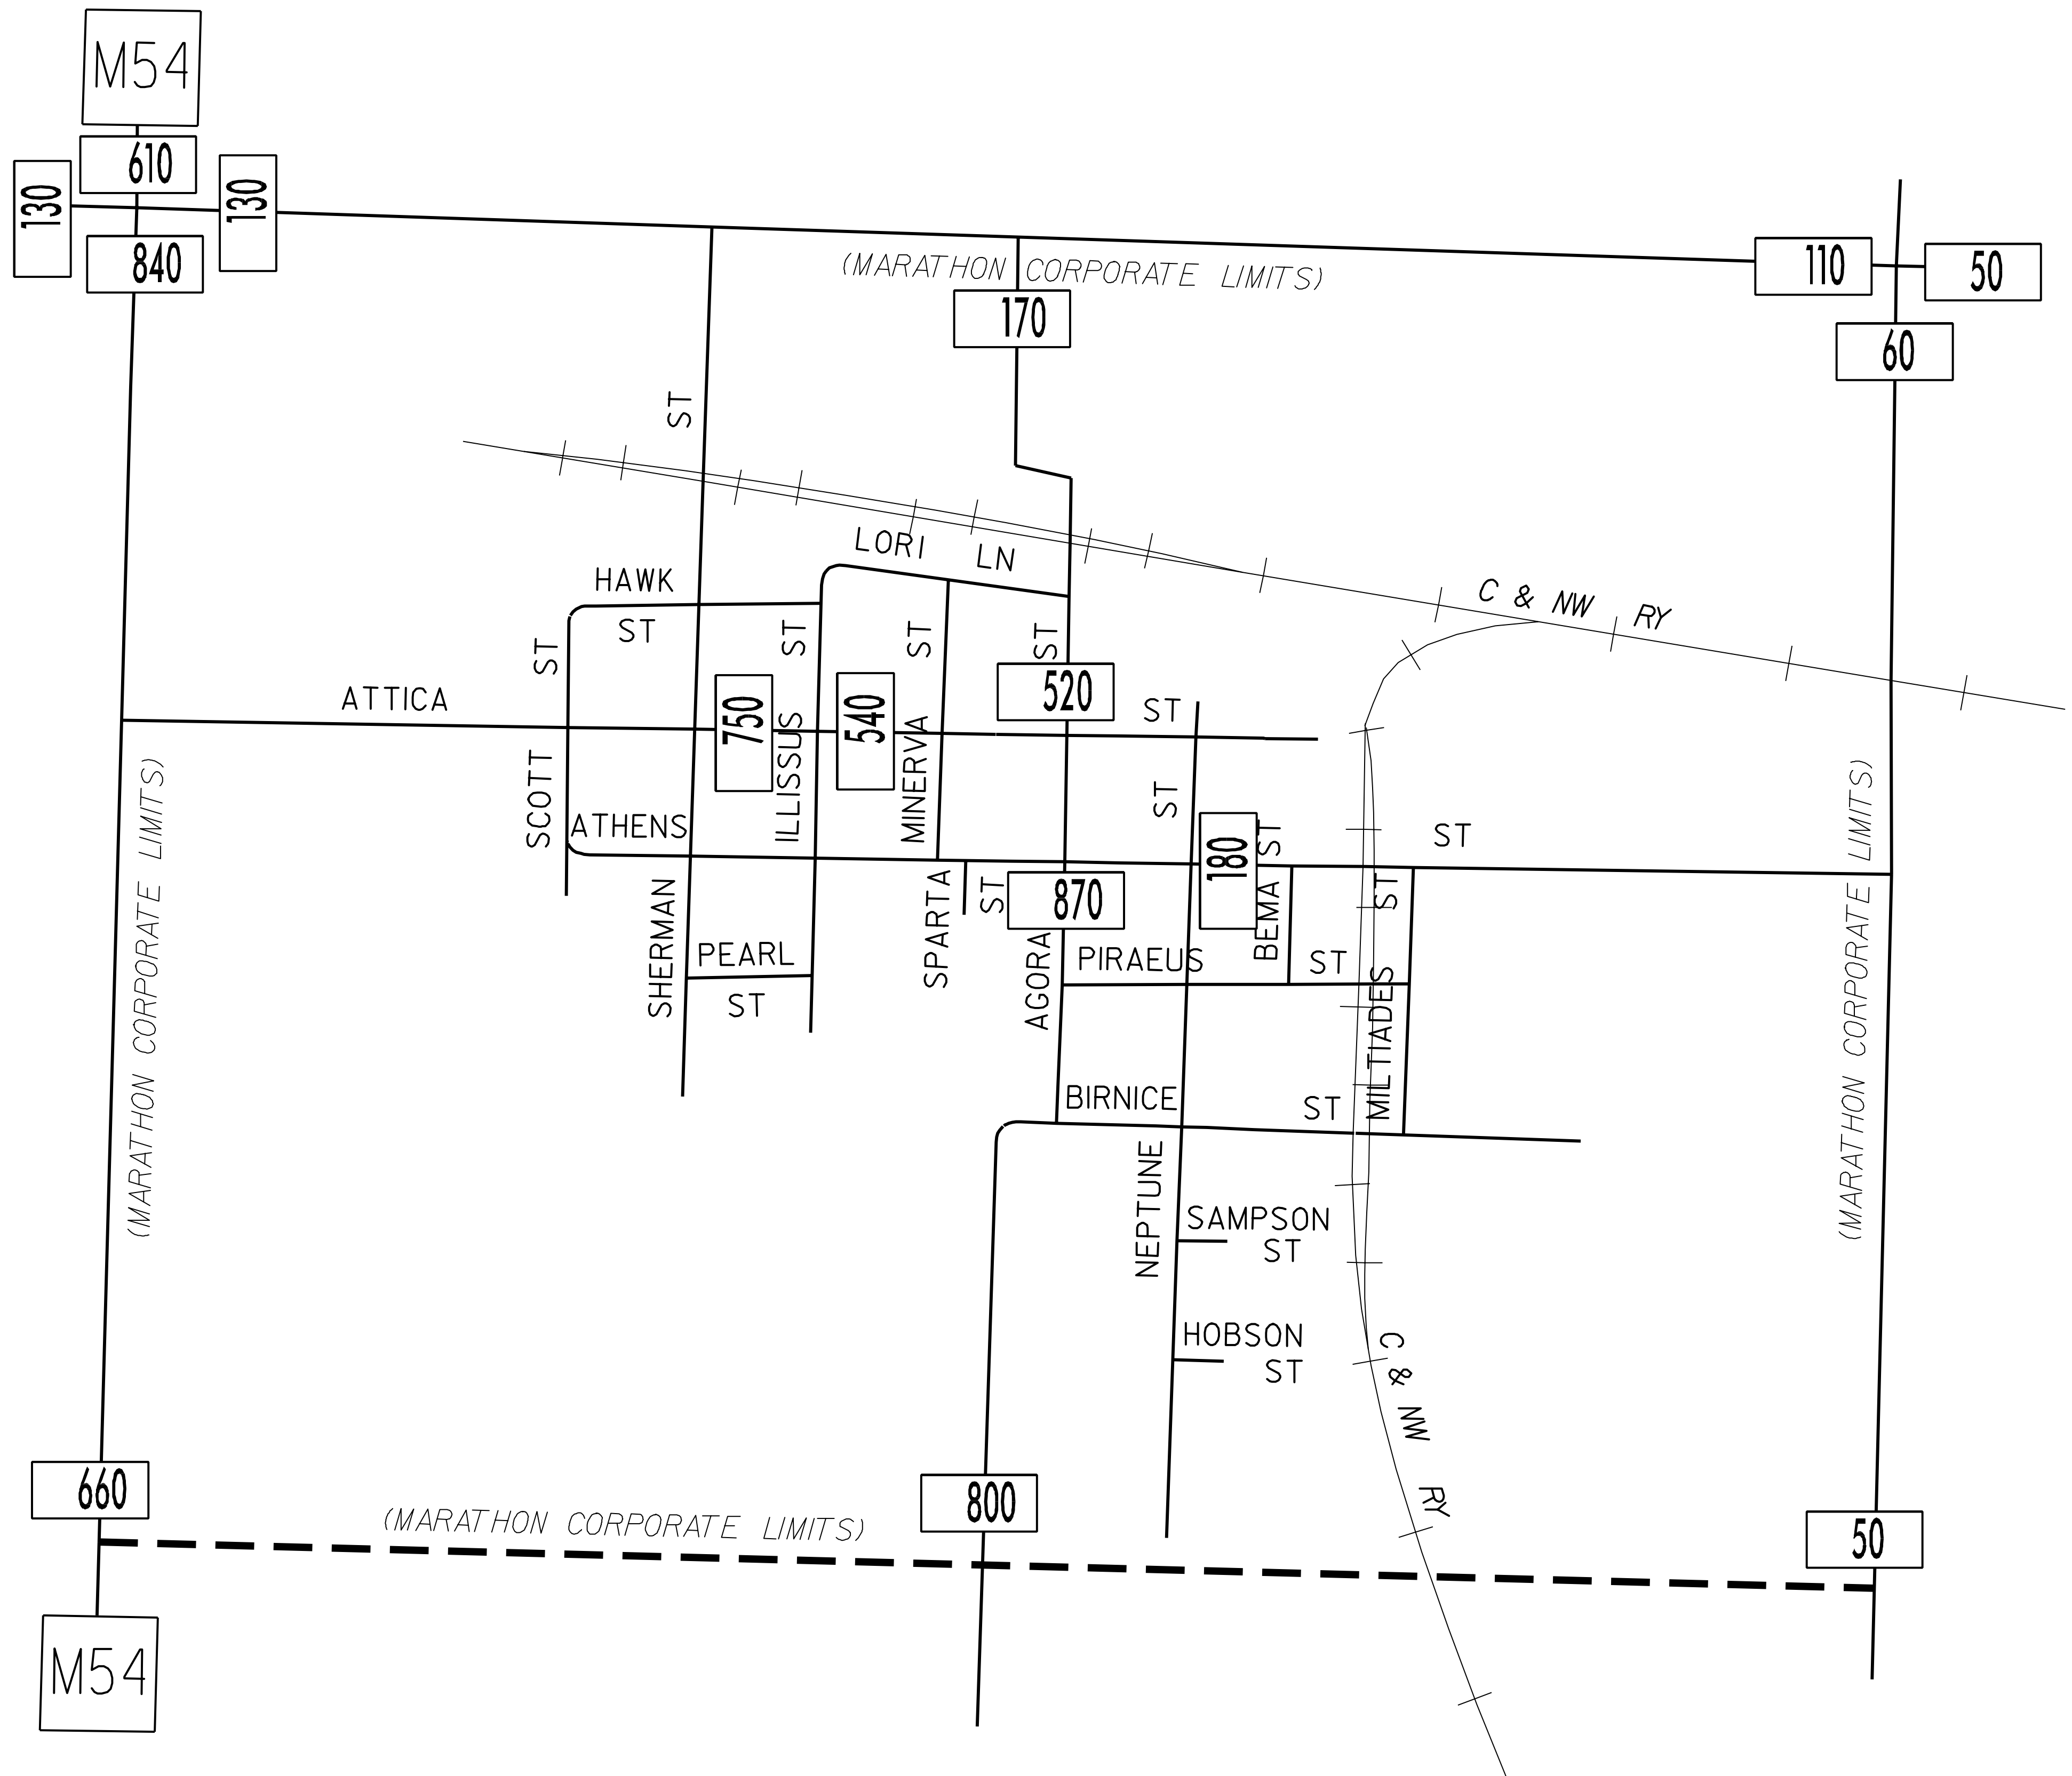 M54
610
130
130
840
(MARATHON CORPORATE LIMITS)
170
110
50
60
ST
LORI LN
HAWK
ST
C & NW RY
ST
ST
ST
ST
ATTICA
750
ILLISSUS
540
MINERVA
520
ST
SCOTT
ATHENS
ST
180
ST
ST
(MARATHON CORPORATE LIMITS)
(MARATHON CORPORATE LIMITS)
SHERMAN
PEARL
ST
SPARTA
ST
870
AGORA
PIRAEUS
BEMA
ST
ST
MILTIADES
BIRNICE
ST
NEPTUNE
SAMPSON
ST
HOBSON
ST
C & NW RY
660
(MARATHON CORPORATE LIMITS)
800
50
M54